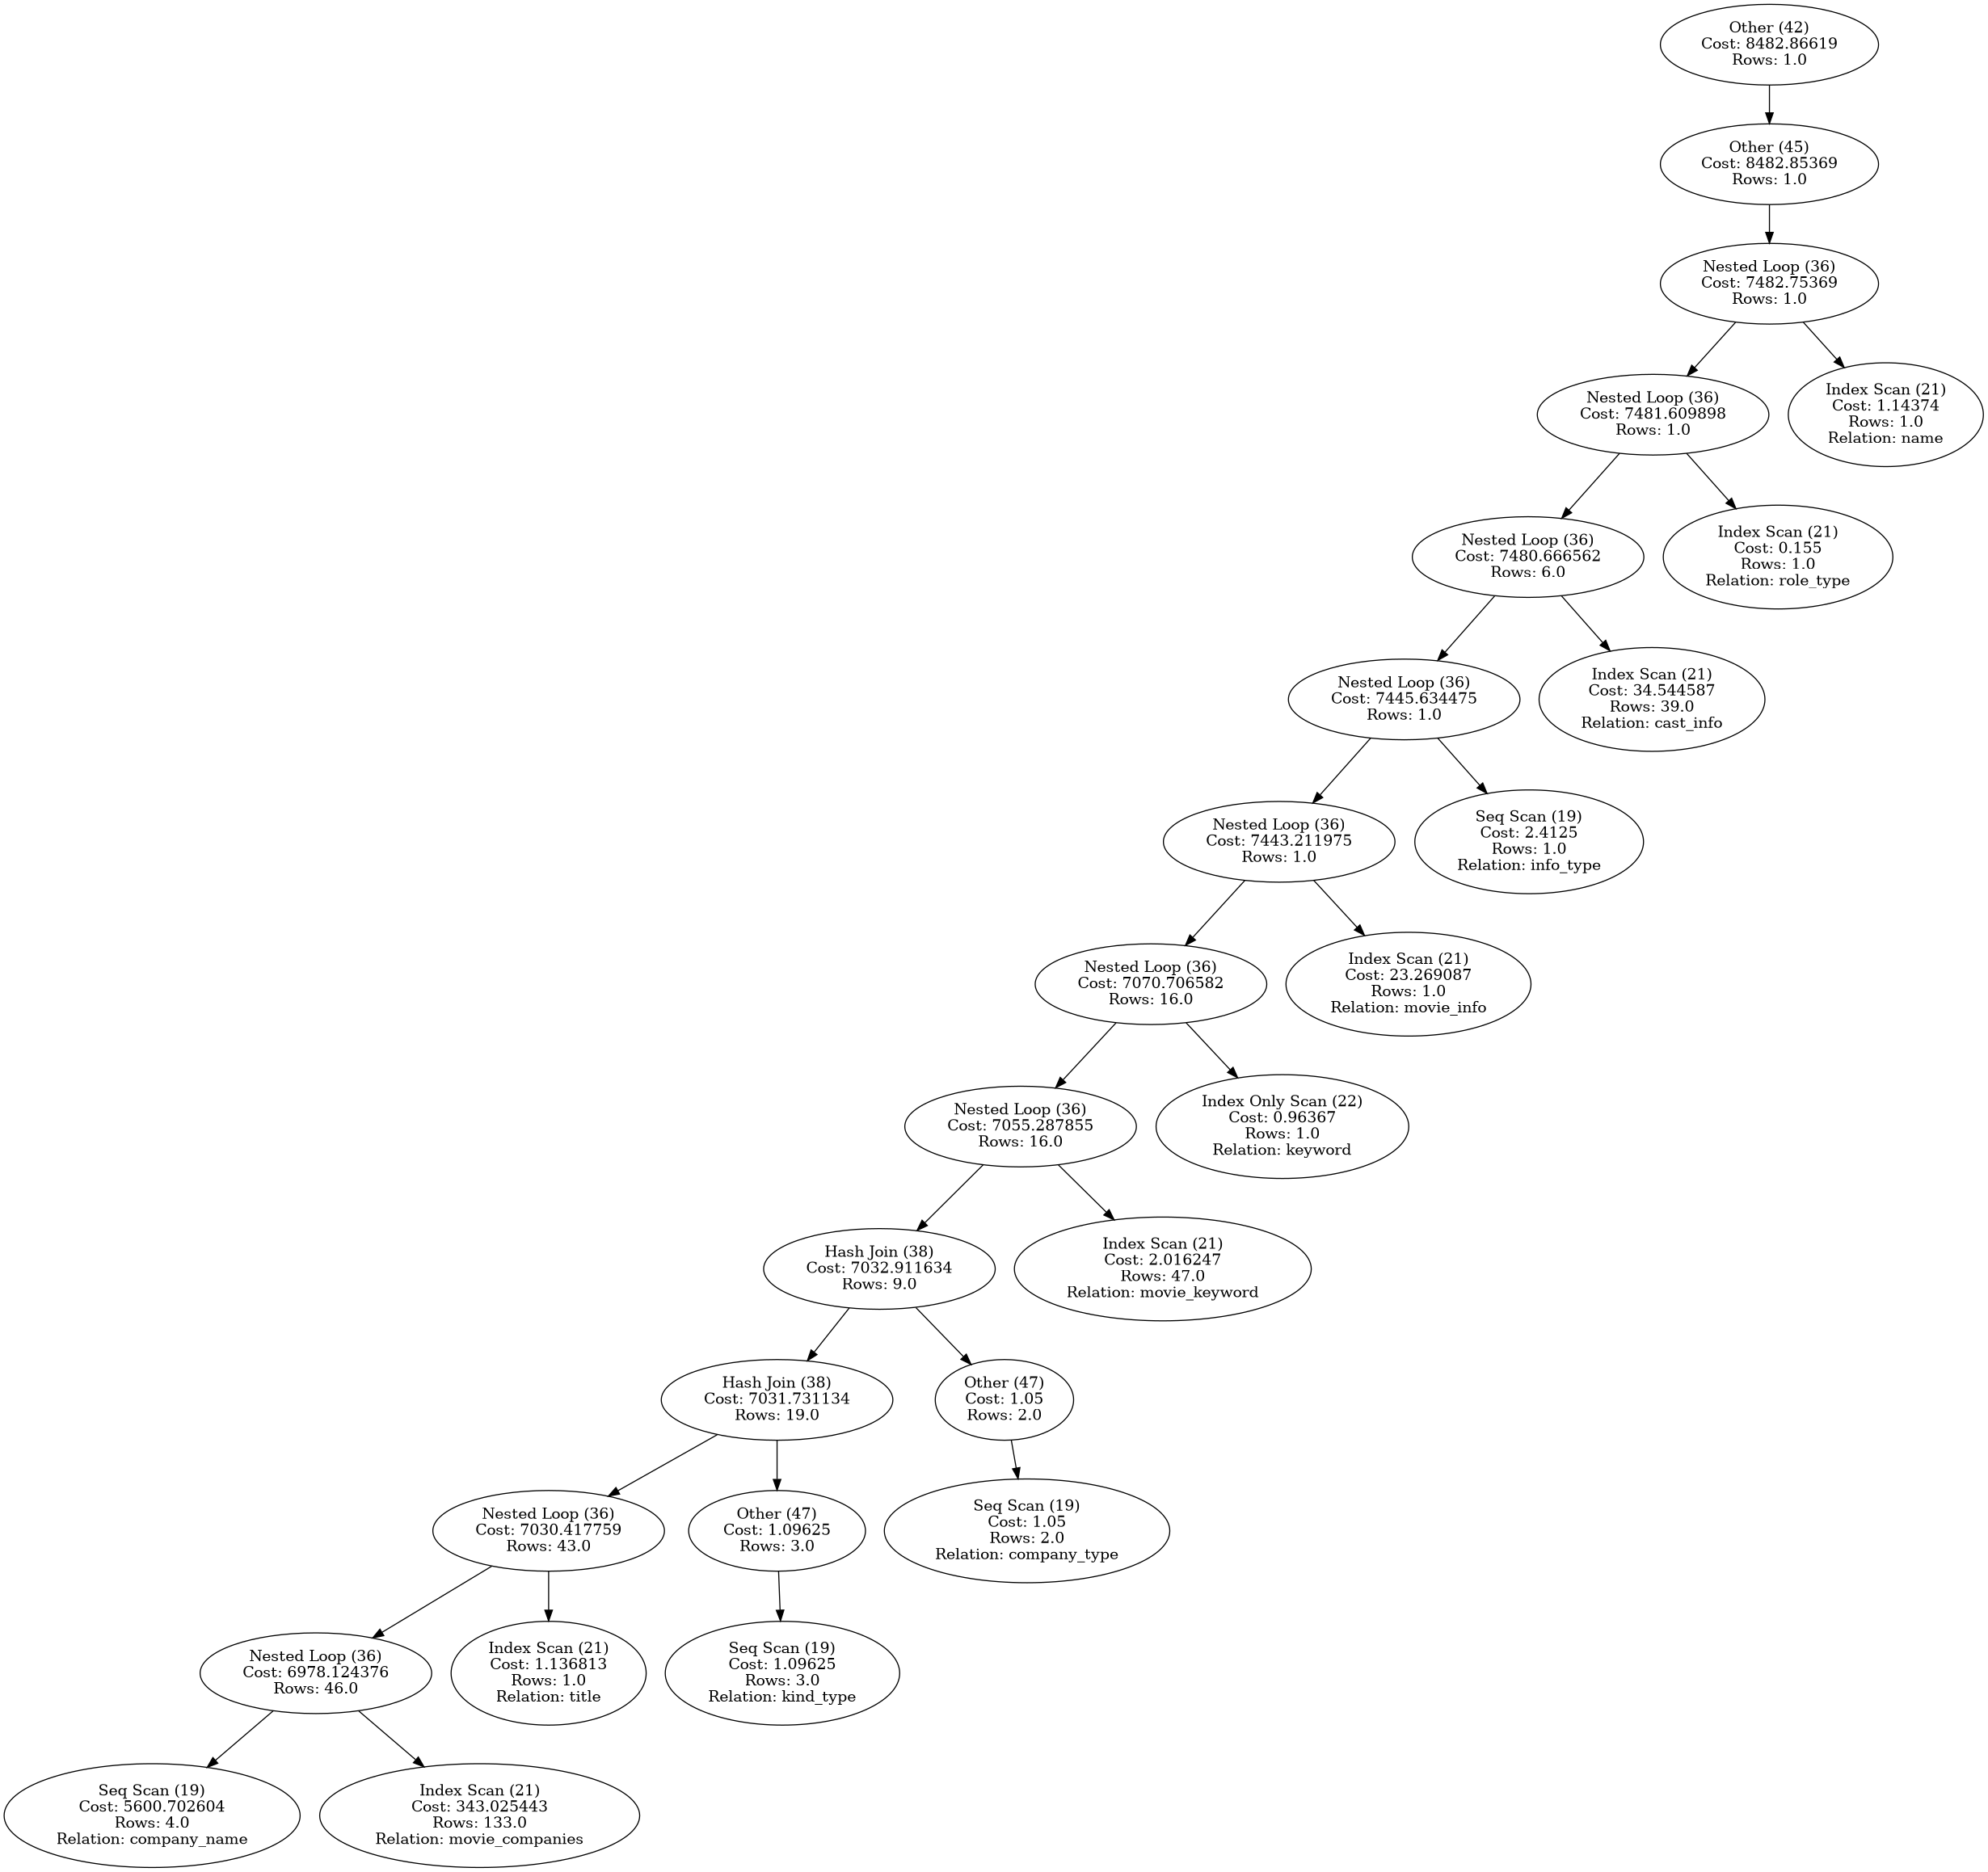 Other (42)
Cost: 8482.86619
Rows: 1.0
Other (45)
Cost: 8482.85369
Rows: 1.0
Nested Loop (36)
Cost: 7482.75369
Rows: 1.0
Nested Loop (36)
Cost: 7481.609898
Rows: 1.0
Index Scan (21)
Cost: 1.14374
Rows: 1.0
Relation: name
Nested Loop (36)
Cost: 7480.666562
Rows: 6.0
Index Scan (21)
Cost: 0.155
Rows: 1.0
Relation: role_type
Nested Loop (36)
Cost: 7445.634475
Rows: 1.0
Index Scan (21)
Cost: 34.544587
Rows: 39.0
Relation: cast_info
Nested Loop (36)
Cost: 7443.211975
Rows: 1.0
Seq Scan (19)
Cost: 2.4125
Rows: 1.0
Relation: info_type
Nested Loop (36)
Cost: 7070.706582
Rows: 16.0
Index Scan (21)
Cost: 23.269087
Rows: 1.0
Relation: movie_info
Nested Loop (36)
Cost: 7055.287855
Rows: 16.0
Index Only Scan (22)
Cost: 0.96367
Rows: 1.0
Relation: keyword
Hash Join (38)
Cost: 7032.911634
Rows: 9.0
Index Scan (21)
Cost: 2.016247
Rows: 47.0
Relation: movie_keyword
Hash Join (38)
Cost: 7031.731134
Rows: 19.0
Other (47)
Cost: 1.05
Rows: 2.0
Nested Loop (36)
Cost: 7030.417759
Rows: 43.0
Other (47)
Cost: 1.09625
Rows: 3.0
Seq Scan (19)
Cost: 1.05
Rows: 2.0
Relation: company_type
Nested Loop (36)
Cost: 6978.124376
Rows: 46.0
Index Scan (21)
Cost: 1.136813
Rows: 1.0
Relation: title
Seq Scan (19)
Cost: 1.09625
Rows: 3.0
Relation: kind_type
Seq Scan (19)
Cost: 5600.702604
Rows: 4.0
Relation: company_name
Index Scan (21)
Cost: 343.025443
Rows: 133.0
Relation: movie_companies